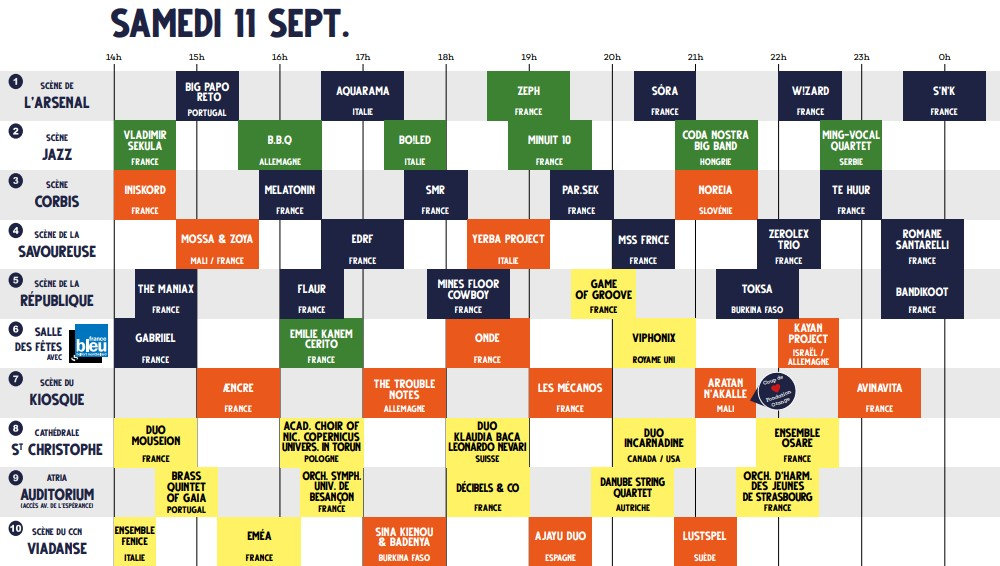 SAMEDI 11 SEPT.
14h 15h 16h 17h 18h 19h 20h 21h 22h 23h 0h
1
SCÈNE DE
L'ARSENAL
BIG PAPO
RETO
PORTUGAL
AQUARAMA
ITALIE
ZEPH
FRANCE
SÔRA
FRANCE
W!ZARD
FRANCE
S'N'K
FRANCE
2
SCÈNE
JAZZ
VLADIMIR
SEKULA
FRANCE
B.B.Q
ALLEMAGNE
BOILED
ITALIE
MINUIT 10
FRANCE
CODA NOSTRA
BIG BAND
HONGRIE
MING-VOCAL
QUARTET
SERBIE
3
SCÈNE
CORBIS
INISKORD
FRANCE
MELATONIN
FRANCE
SMR
FRANCE
PAR.SEK
FRANCE
NOREIA
SLOVÉNIE
TE HUUR
FRANCE
4
SCÈNE DE LA
SAVOUREUSE
MOSSA & ZOYA
MALI / FRANCE
EDRF
FRANCE
YERBA PROJECT
ITALIE
MSS FRNCE
FRANCE
ZEROLEX
TRIO
FRANCE
ROMANE
SANTARELLI
FRANCE
5
SCÈNE DE LA
RÉPUBLIQUE
THE MANIAX
FRANCE
FLAUR
FRANCE
MINES FLOOR
COWBOY
FRANCE
GAME
OF GROOVE
FRANCE
TOKSA
BURKINA FASO
BANDIKOOT
FRANCE
6
SALLE
DES FÊTES
AVEC
france
bleu
GABRIEL
FRANCE
EMILIE KANEM
CERITO
FRANCE
ONDE
FRANCE
VIPHONIX
ROYAME UNI
KAYAN
PROJECT
ISRAËL /
ALLEMAGNE
7
SCÈNE DU
KIOSQUE
ÆNCRE
FRANCE
THE TROUBLE
NOTES
ALLEMAGNE
LES MÉCANOS
FRANCE
ARATAN
N'AKALLE
MALI
Coup de
Fondation
Orange
AVINAVITA
FRANCE
8
CATHÉDRALE
ST CHRISTOPHE
DUO
MOUSEION
FRANCE
ACAD. CHOIR OF
NIC. COPERNICUS
UNIVERS. IN TORUN
POLOGNE
DUO
KLAUDIA BACA
LEONARDO NEVARI
SUISSE
DUO
INCARNADINE
CANADA / USA
ENSEMBLE
OSARE
FRANCE
9
ATRIA
AUDITORIUM
(ACCÈS AV. DE L'ESPÉRANCE)
BRASS
QUINTET
OF GAIA
PORTUGAL
ORCH. SYMPH.
UNIV. DE
BESANÇON
FRANCE
DÉCIBELS & CO
FRANCE
DANUBE STRING
QUARTET
AUTRICHE
ORCH. D'HARM.
DES JEUNES
DE STRASBOURG
FRANCE
10
SCÈNE DU CCN
VIADANSE
ENSEMBLE
FENICE
ITALIE
EMÉA
FRANCE
SINA KIENOU
& BADENYA
BURKINA FASO
AJAYU DUO
ESPAGNE
LUSTSPEL
SUÈDE